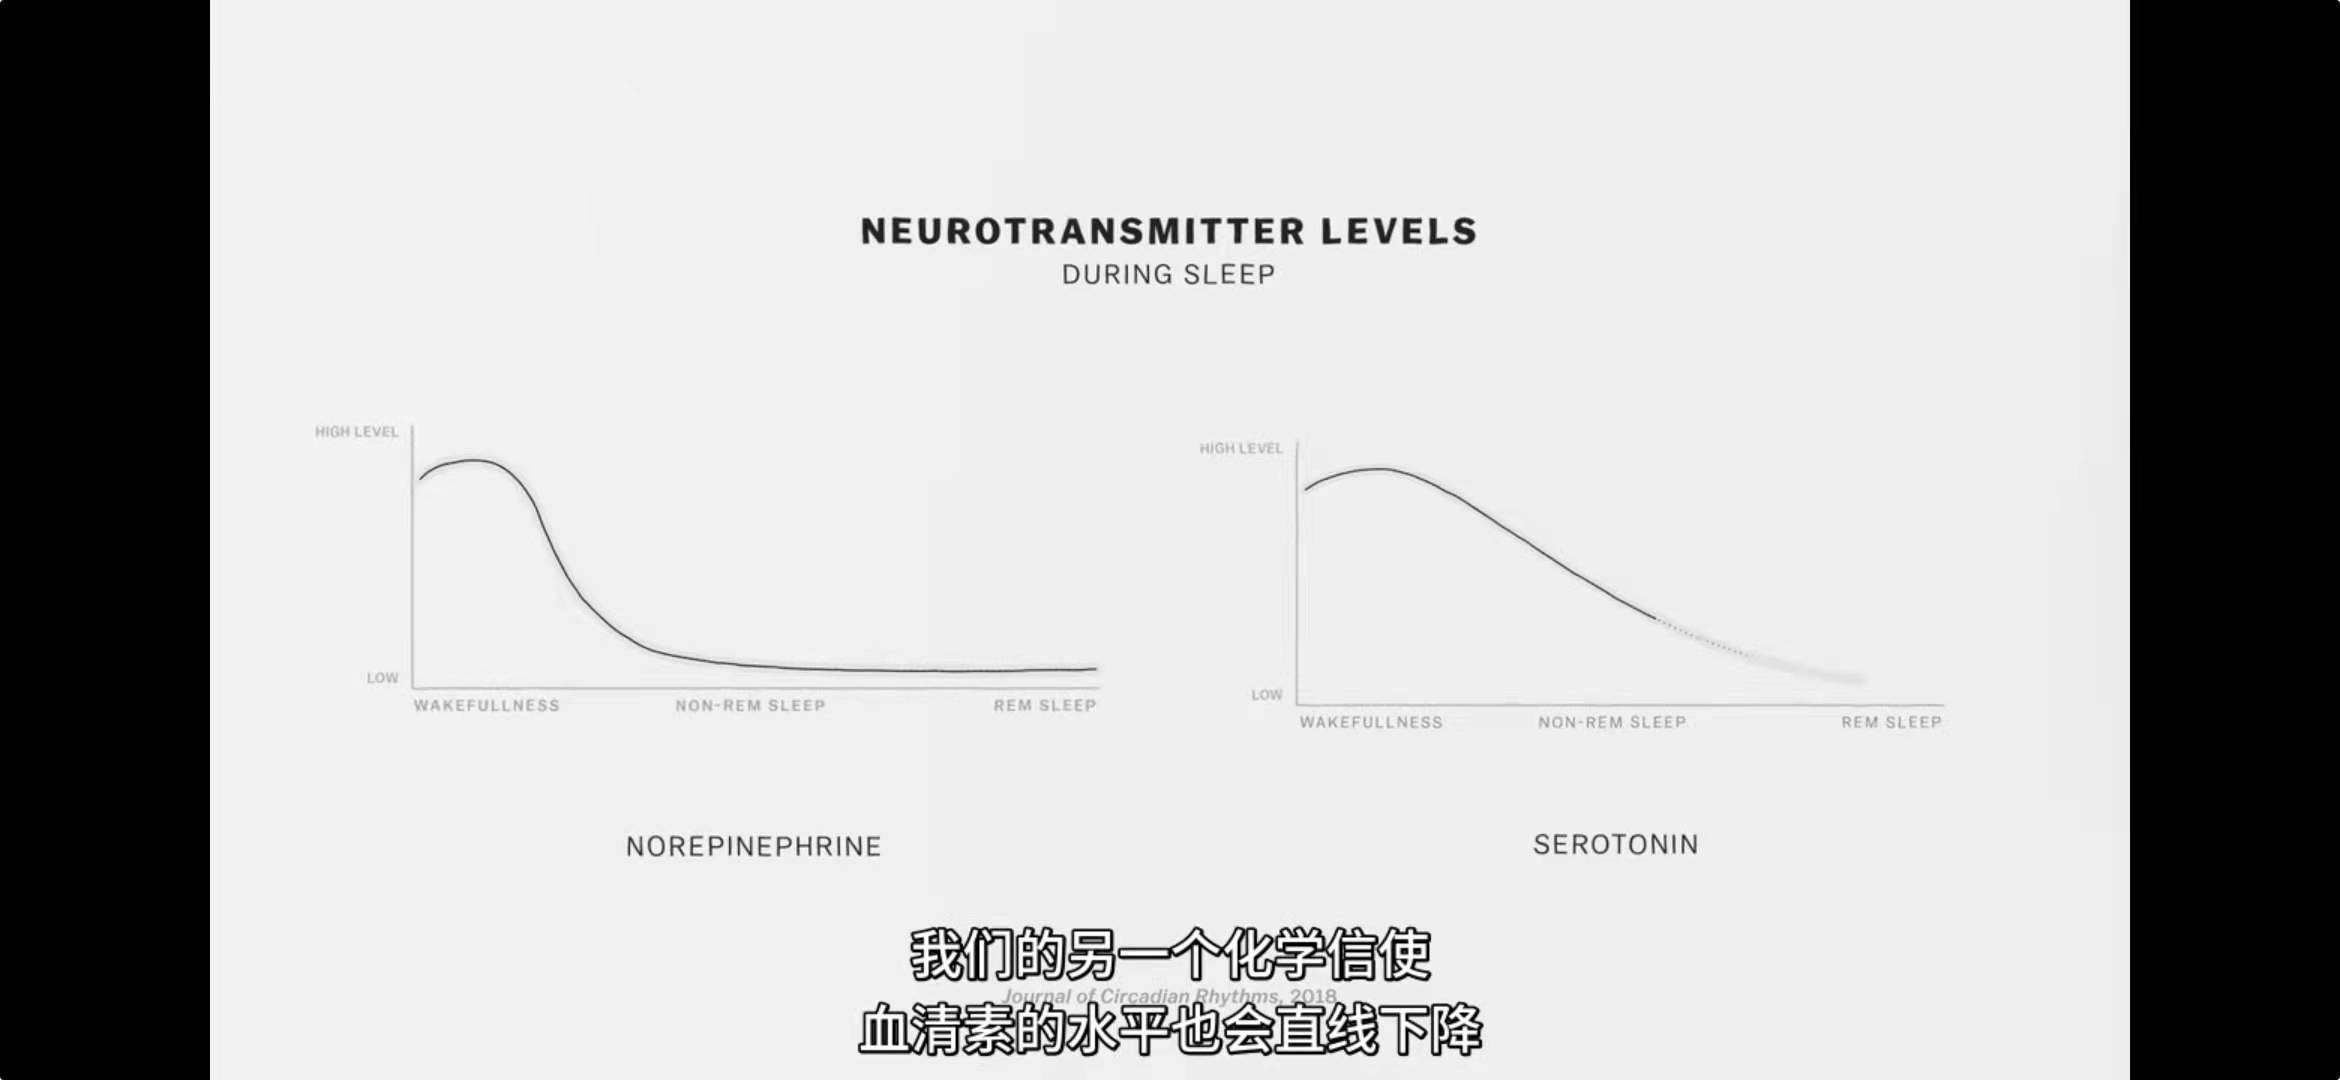 NEUROTRANSMITTER LEVELS
DURING SLEEP
HIGH LEVEL
LOW
WAKEFULLNESS NON-REM SLEEP REM SLEEP
NOREPINEPHRINE
HIGH LEVEL
LOW
WAKEFULLNESS NON-REM SLEEP REM SLEEP
SEROTONIN
我们的另一个化学信使
Journal of Circadian Rhythms, 2018
血清素的水平也会直线下降